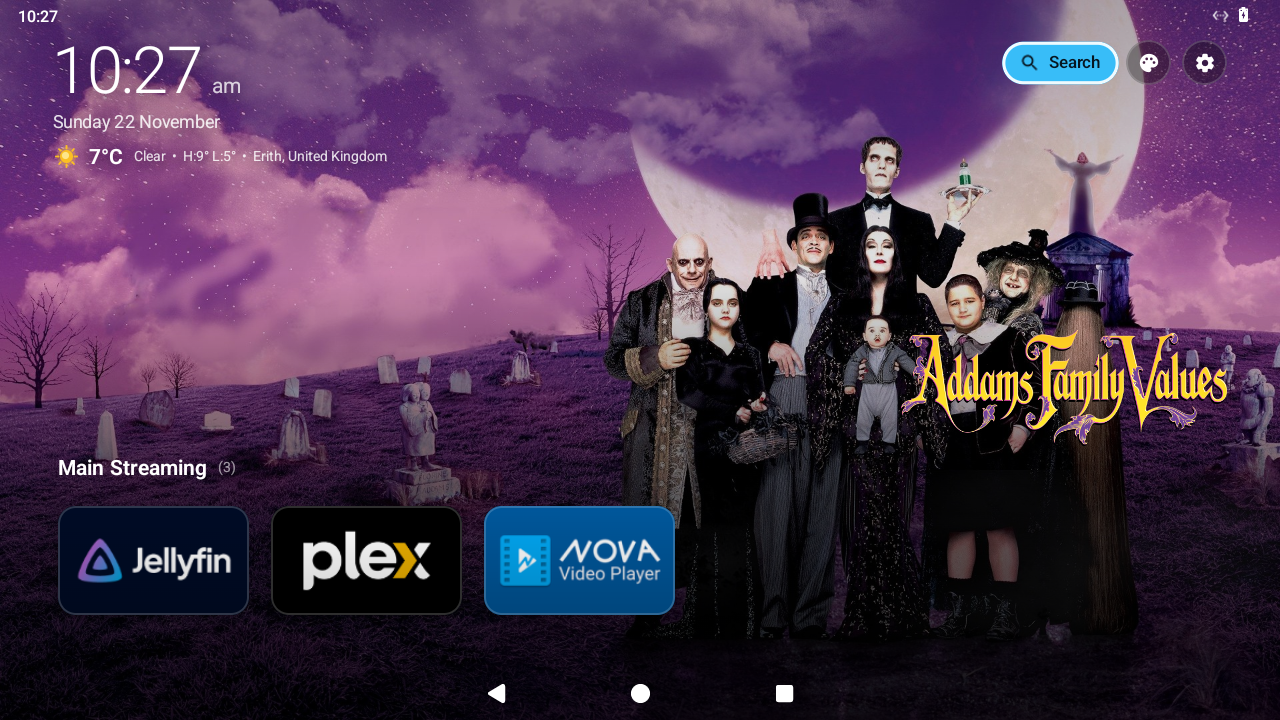 10:27
10:27 am
Search
Sunday 22 November
7°C Clear • H:9° L:5° • Erith, United Kingdom
Addams Family Values
Main Streaming (3)
Jellyfin
plex
NOVA
Video Player